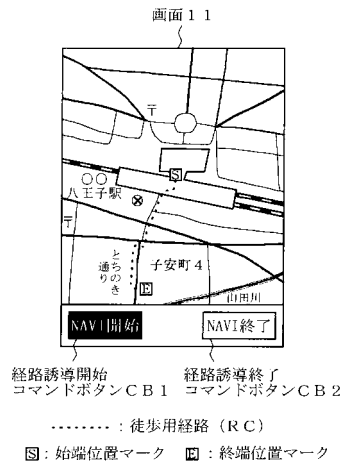 画面１１
〒
S
○○
八王子駅
〒
とちのき
通り
子安町４
E
山田川
NAVI開始
NAVI終了
経路誘導開始
コマンドボタンＣＢ１
経路誘導終了
コマンドボタンＣＢ２
………：徒歩用経路（ＲＣ）
S：始端位置マーク E：終端位置マーク